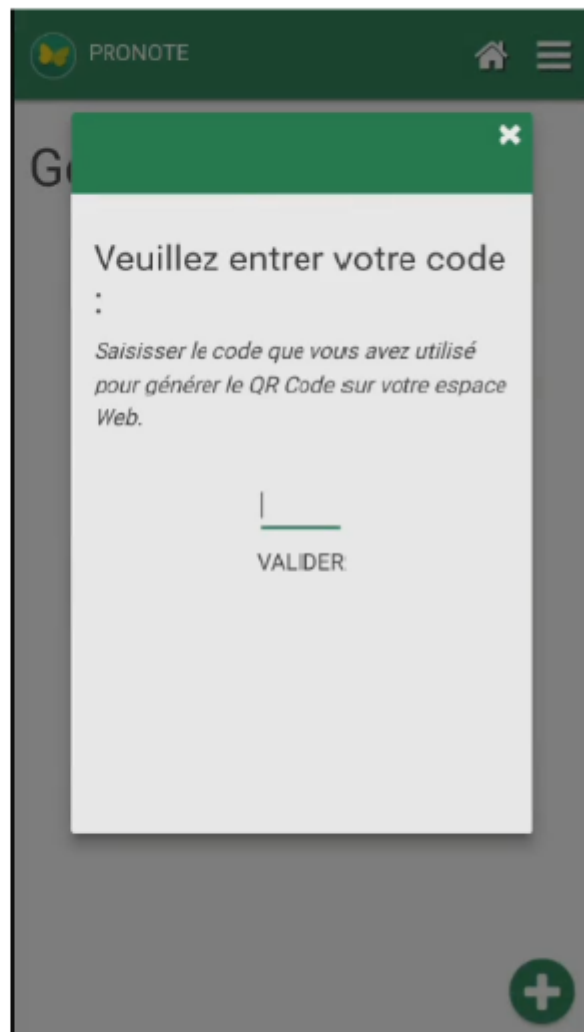 PRONOTE
Ge
Veuillez entrer votre code
:
Saisisser le code que vous avez utilisé
pour générer le QR Code sur votre espace
Web.
VALIDER